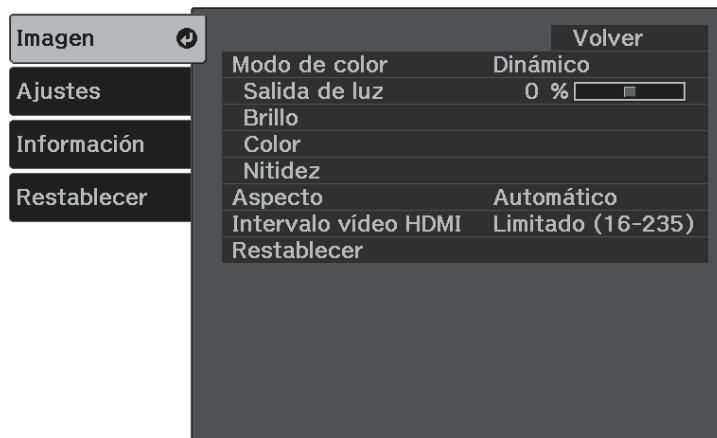 Imagen
Ajustes
Información
Restablecer
Volver
Modo de color Dinámico
Salida de luz 0 %
Brillo
Color
Nitidez
Aspecto Automático
Intervalo vídeo HDMI Limitado (16-235)
Restablecer